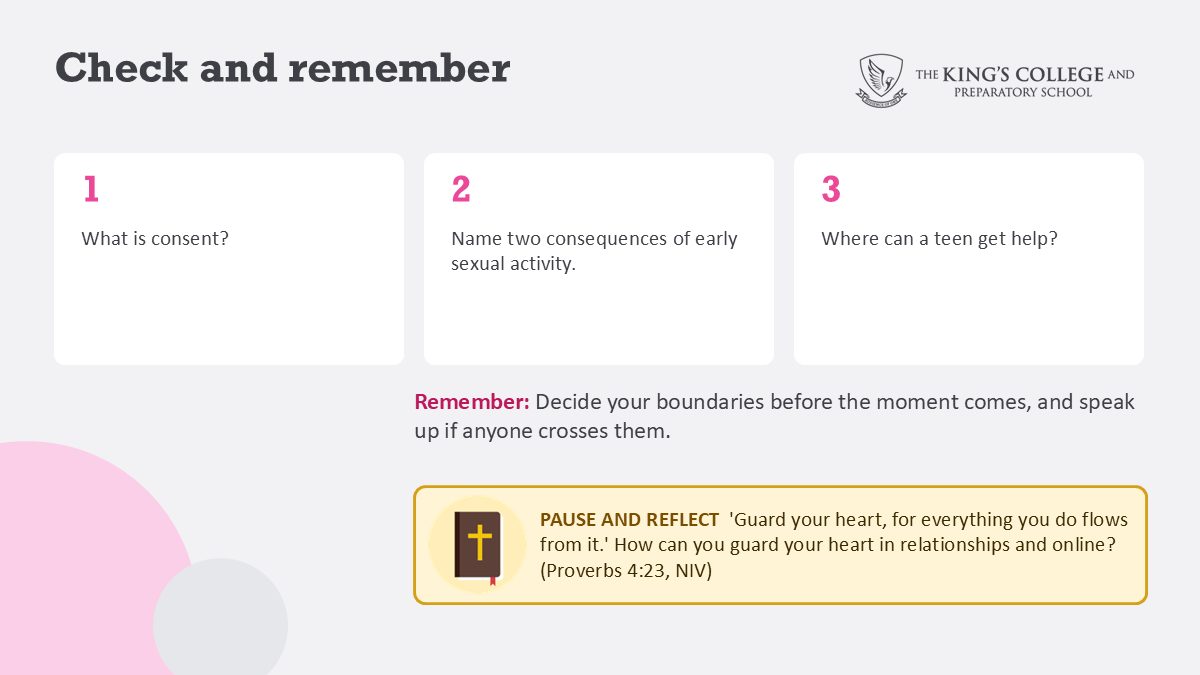 Check and remember
THE KING'S COLLEGE AND
PREPARATORY SCHOOL
1
What is consent?
2
Name two consequences of early
sexual activity.
3
Where can a teen get help?
Remember: Decide your boundaries before the moment comes, and speak
up if anyone crosses them.
PAUSE AND REFLECT 'Guard your heart, for everything you do flows
from it.' How can you guard your heart in relationships and online?
(Proverbs 4:23, NIV)